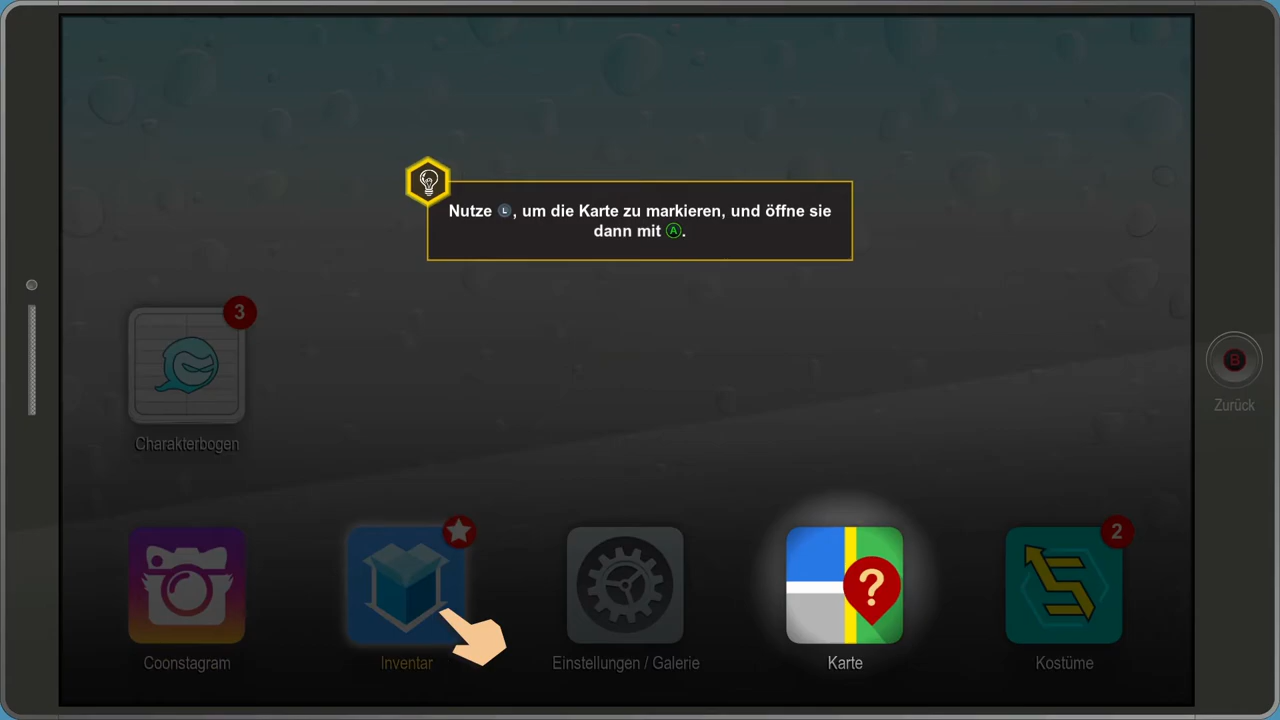 Nutze L, um die Karte zu markieren, und öffne sie
dann mit A.
3
Charakterbogen
B
Zurück
2
?
Coonstagram
Inventar
Einstellungen / Galerie
Karte
Kostüme